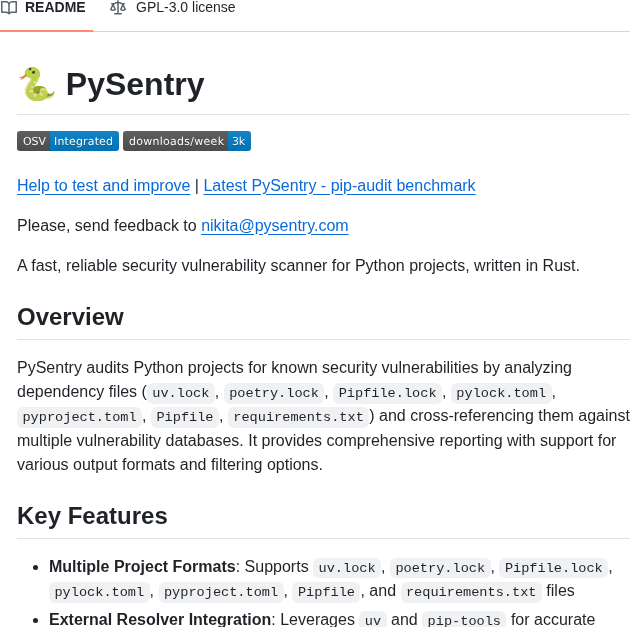 README GPL-3.0 license
PySentry
OSV Integrated downloads/week 3k
Help to test and improve | Latest PySentry - pip-audit benchmark
Please, send feedback to nikita@pysentry.com
A fast, reliable security vulnerability scanner for Python projects, written in Rust.
Overview
PySentry audits Python projects for known security vulnerabilities by analyzing
dependency files (uv.lock, poetry.lock, Pipfile.lock, pylock.toml,
pyproject.toml, Pipfile, requirements.txt) and cross-referencing them against
multiple vulnerability databases. It provides comprehensive reporting with support for
various output formats and filtering options.
Key Features
• Multiple Project Formats: Supports uv.lock, poetry.lock, Pipfile.lock,
pylock.toml, pyproject.toml, Pipfile, and requirements.txt files
• External Resolver Integration: Leverages uv and pip-tools for accurate